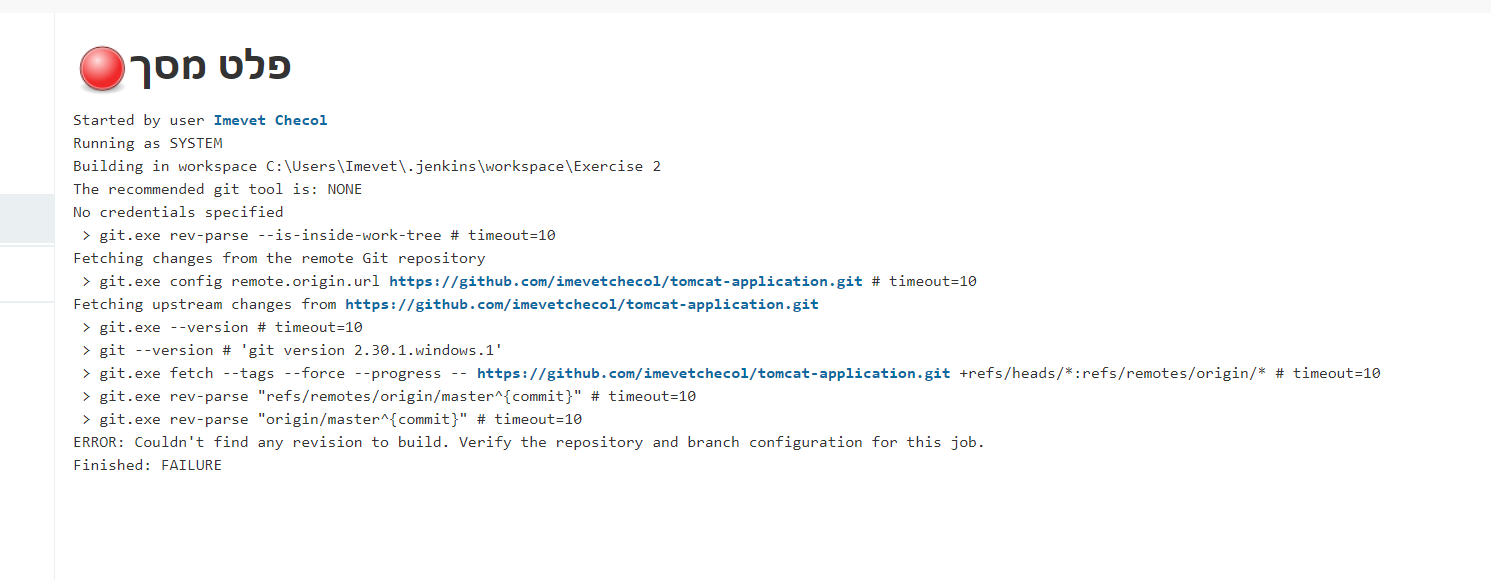 פלט מסך
Started by user Imevet Checol
Running as SYSTEM
Building in workspace C:\Users\Imevet\.jenkins\workspace\Exercise 2
The recommended git tool is: NONE
No credentials specified
 > git.exe rev-parse --is-inside-work-tree # timeout=10
Fetching changes from the remote Git repository
 > git.exe config remote.origin.url https://github.com/imevetchecol/tomcat-application.git # timeout=10
Fetching upstream changes from https://github.com/imevetchecol/tomcat-application.git
 > git.exe --version # timeout=10
 > git --version # 'git version 2.30.1.windows.1'
 > git.exe fetch --tags --force --progress -- https://github.com/imevetchecol/tomcat-application.git +refs/heads/*:refs/remotes/origin/* # timeout=10
 > git.exe rev-parse "refs/remotes/origin/master^{commit}" # timeout=10
 > git.exe rev-parse "origin/master^{commit}" # timeout=10
ERROR: Couldn't find any revision to build. Verify the repository and branch configuration for this job.
Finished: FAILURE